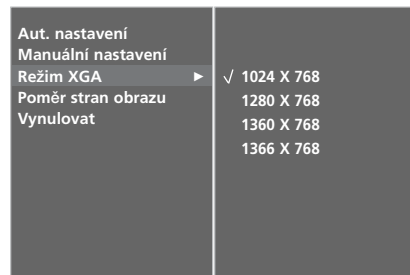 Aut. nastavení
Manuální nastavení
Režim XGA ►
Poměr stran obrazu
Vynulovat
√ 1024 X 768
1280 X 768
1360 X 768
1366 X 768